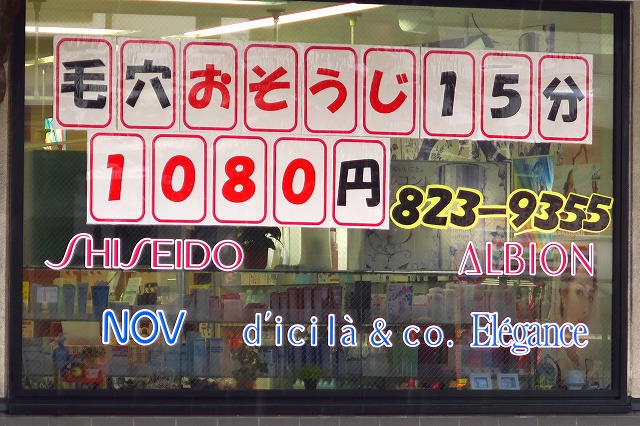 毛穴おそうじ15分
1080円
823-9355
SHISEIDO
ALBION
NOV
d'icilà & co.
Elégance